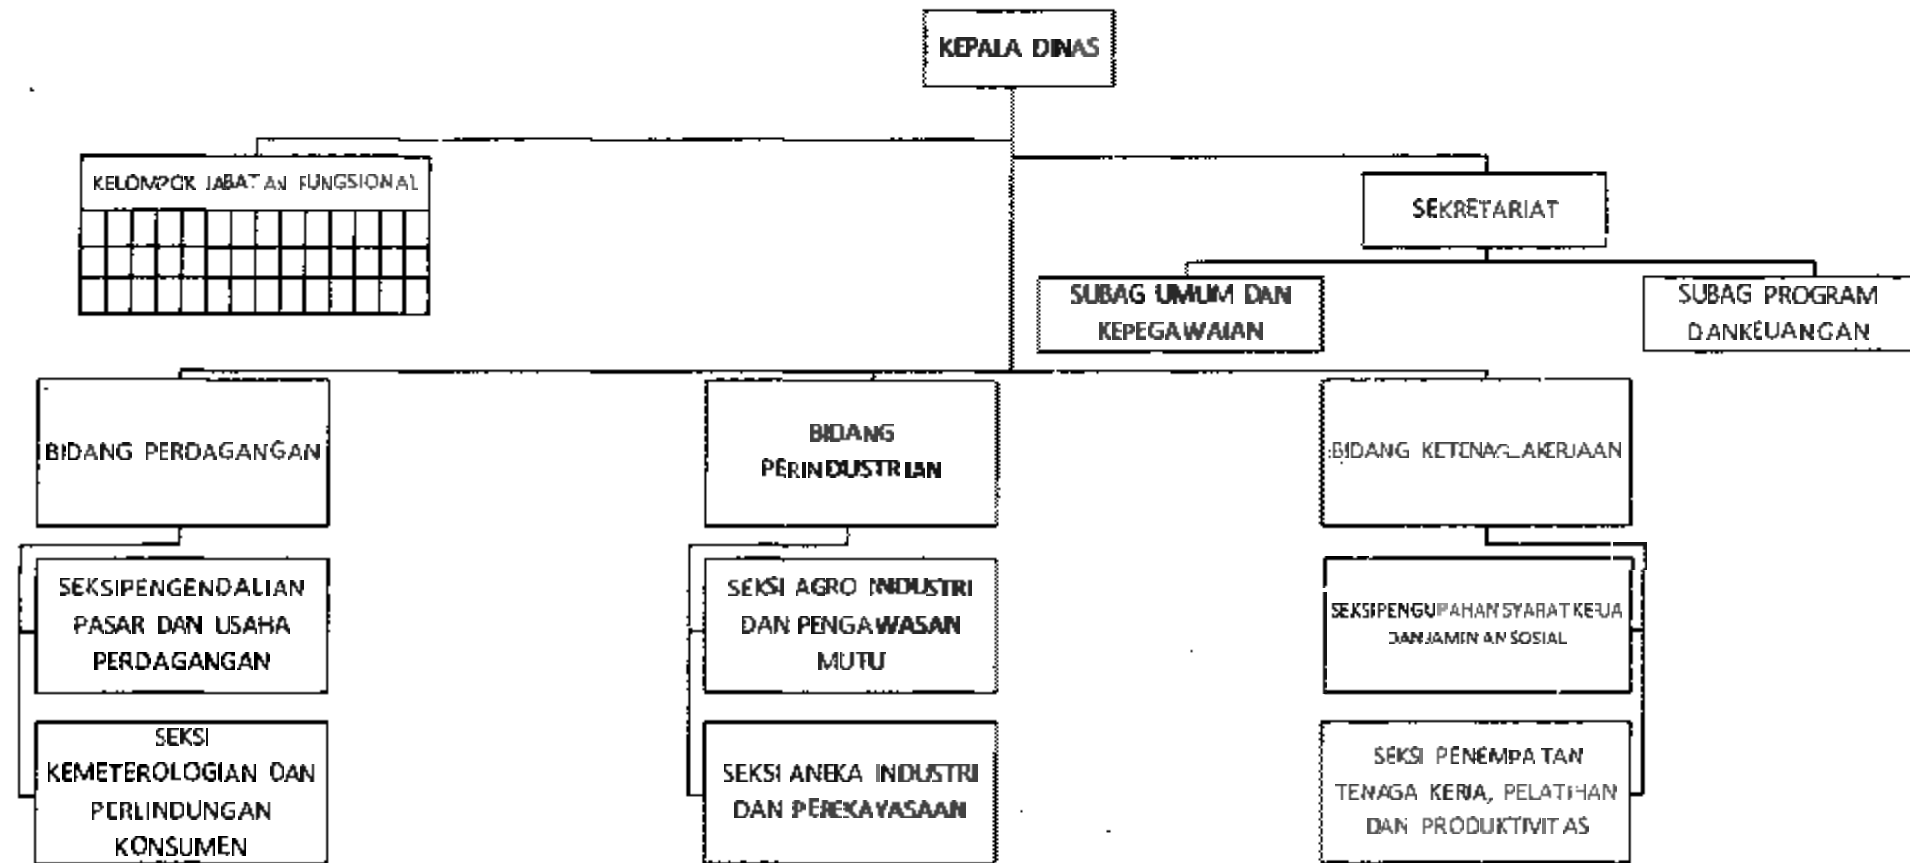 KEPALA DINAS
KELOMPOK JABATAN FUNGSIONAL
SEKRETARIAT
SUBAG UMUM DAN
KEPEGAWAIAN
SUBAG PROGRAM
DANKEUANGAN
BIDANG PERDAGANGAN
BIDANG
PERINDUSTRIAN
BIDANG KETENAGAKERJAAN
SEKSIPENGENDALIAN
PASAR DAN USAHA
PERDAGANGAN
SEKSI AGRO INDUSTRI
DAN PENGAWASAN
MUTU
SEKSIPENGUPAHAN SYARAT KERJA
DAN JAMINAN SOSIAL
SEKSI
KEMETEROLOGIAN DAN
PERLINDUNGAN
KONSUMEN
SEKSI ANEKA INDUSTRI
DAN PEREKAYASAAN
SEKSI PENEMPATAN
TENAGA KERJA, PELATIHAN
DAN PRODUKTIVITAS